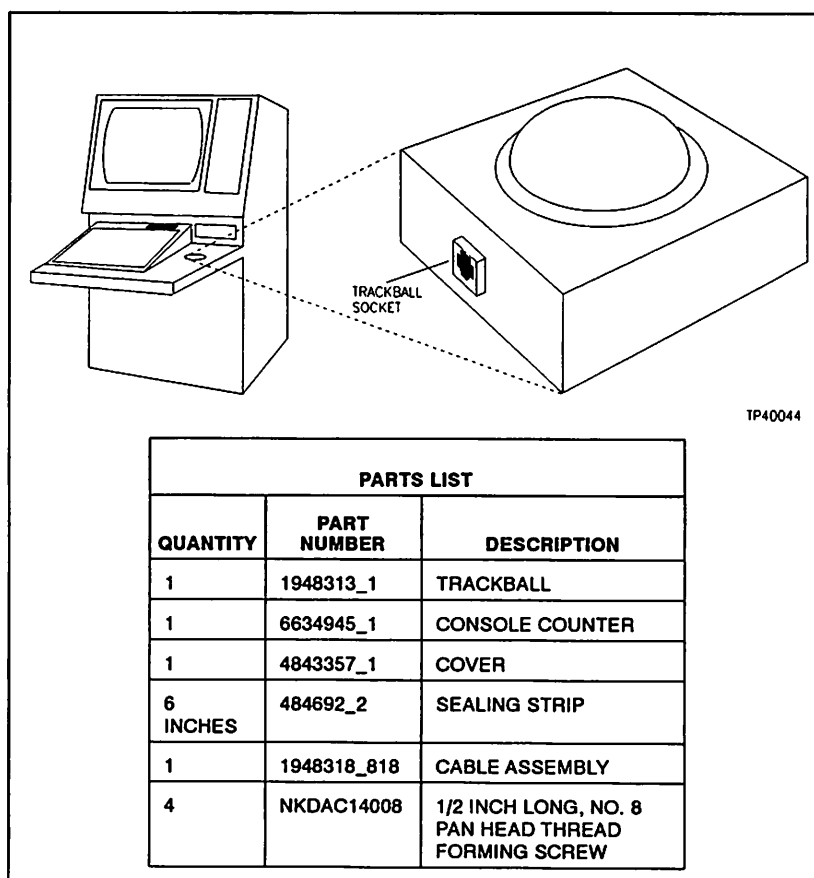 TRACKBALL
SOCKET
TP40044
PARTS LIST
QUANTITY
PART
NUMBER
DESCRIPTION
1 1948313_1 TRACKBALL
1 6634945_1 CONSOLE COUNTER
1 4843357_1 COVER
6
INCHES
484692_2 SEALING STRIP
1 1948318_818 CABLE ASSEMBLY
4 NKDAC14008 1/2 INCH LONG, NO. 8
PAN HEAD THREAD
FORMING SCREW